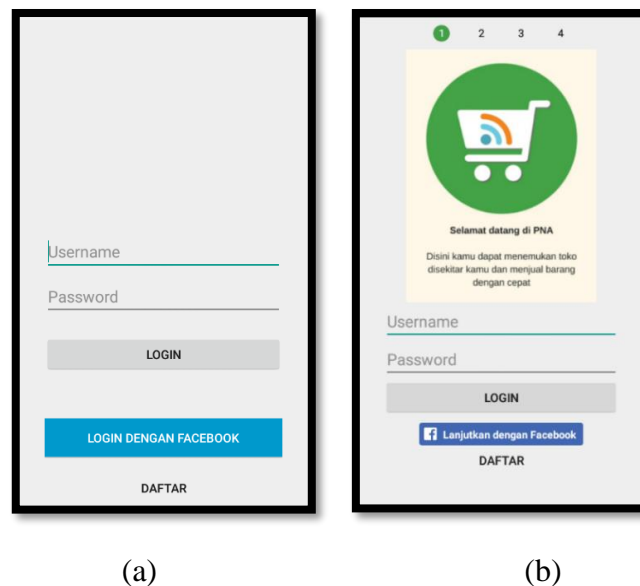 Username
Password
LOGIN
LOGIN DENGAN FACEBOOK
DAFTAR
(a)
1 2 3 4
Selamat datang di PNA
Disini kamu dapat menemukan toko
disekitar kamu dan menjual barang
dengan cepat
Username
Password
LOGIN
f Lanjutkan dengan Facebook
DAFTAR
(b)